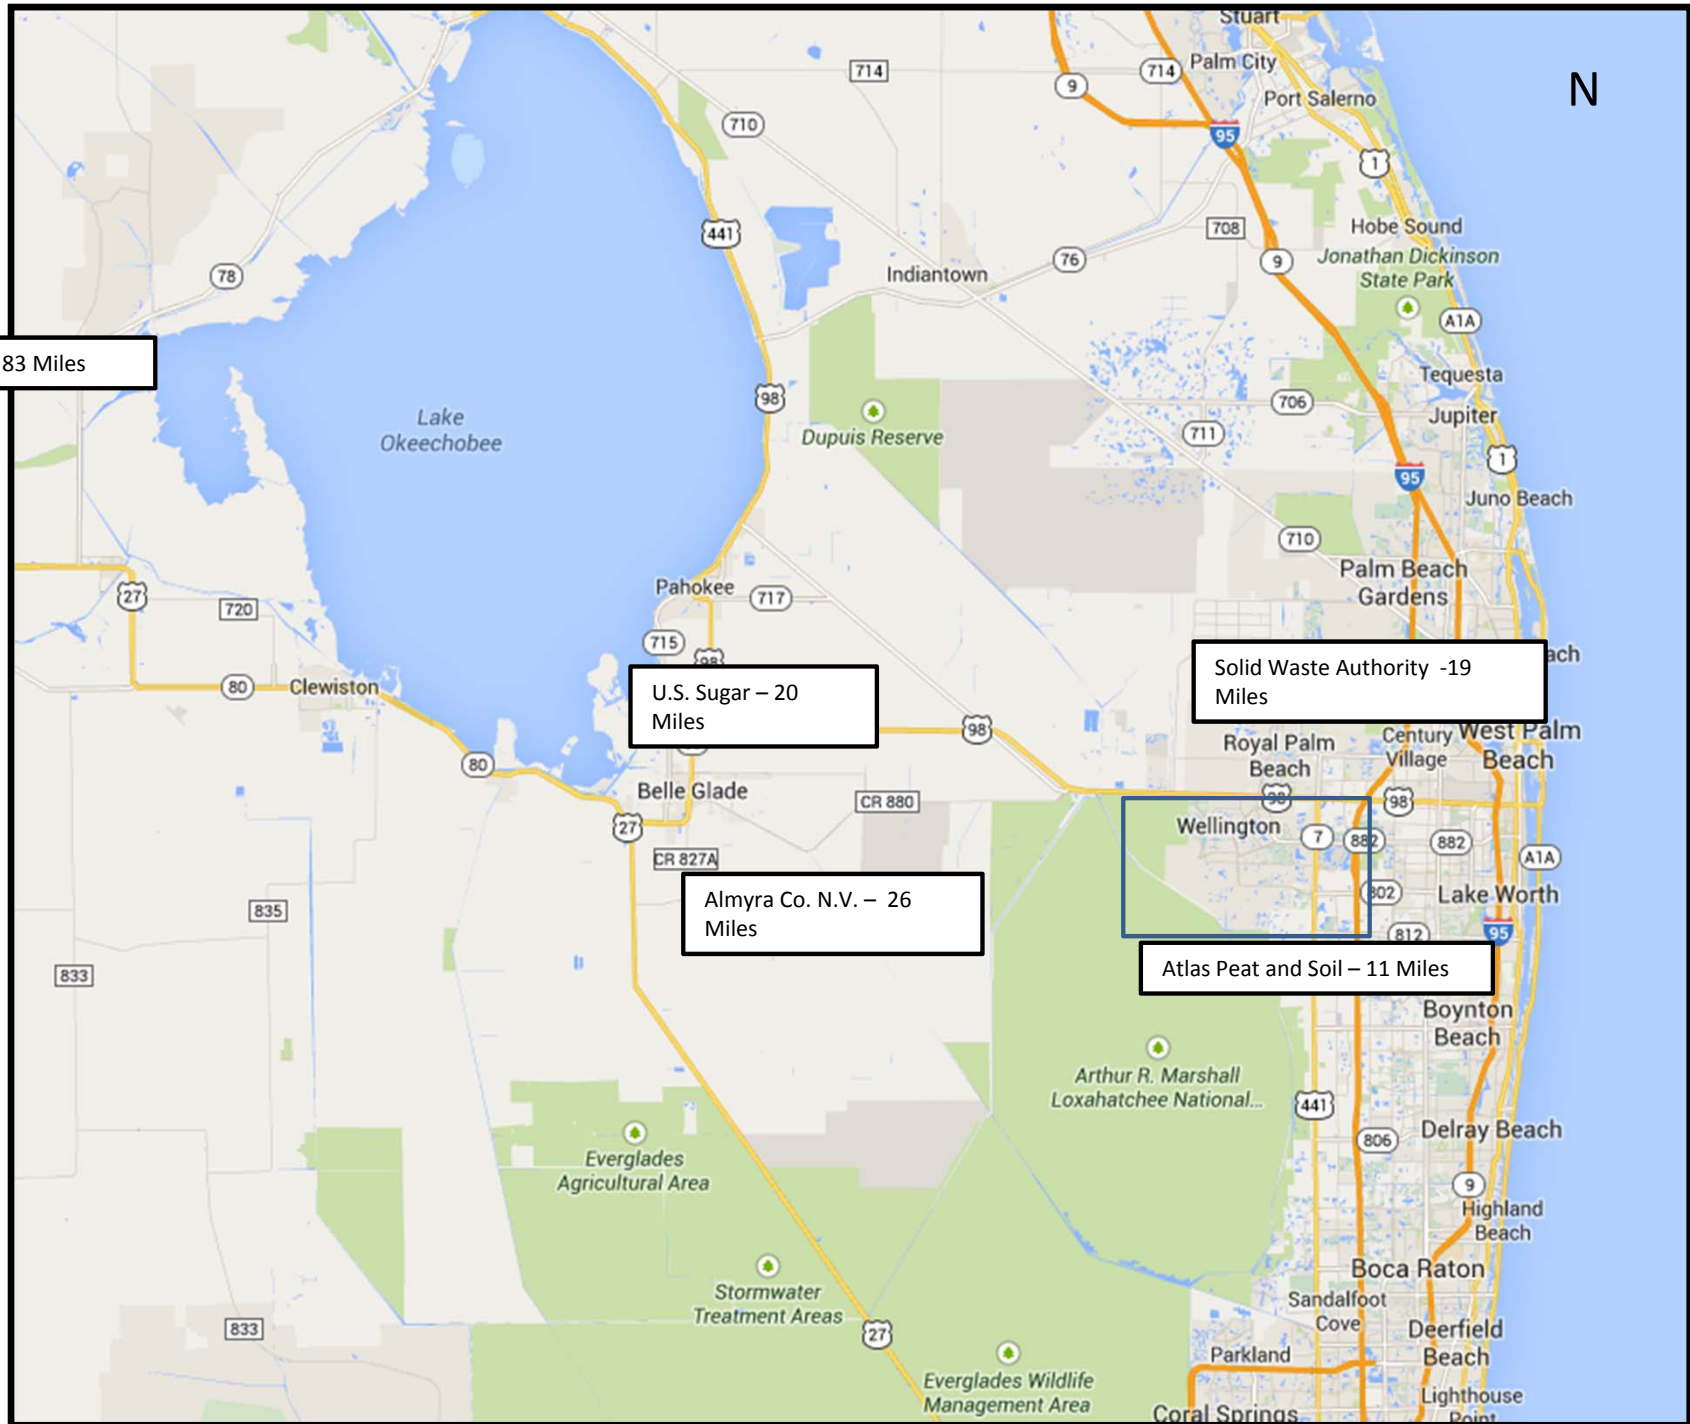 Stuart
714
714
Palm City
9
N
Port Salerno
710
95
1
441
708
Hobe Sound
78
Indiantown
76
9
Jonathan Dickinson
State Park
A1A
83 Miles
Tequesta
98
706
Lake
Okeechobee
Dupuis Reserve
Jupiter
711
1
95
Juno Beach
710
Palm Beach
Gardens
Pahokee
717
27
720
715
98
Solid Waste Authority -19
Miles
ach
U.S. Sugar – 20
Miles
80
Clewiston
98
Royal Palm
Beach
Century
Village
West Palm
Beach
80
Belle Glade
CR 880
98
98
27
Wellington
7
882
882
A1A
CR 827A
Almyra Co. N.V. – 26
Miles
802
Lake Worth
835
812
95
833
Atlas Peat and Soil – 11 Miles
Boynton
Beach
Arthur R. Marshall
Loxahatchee National...
441
806
Delray Beach
Everglades
Agricultural Area
9
Highland
Beach
Stormwater
Treatment Areas
Boca Raton
Sandalfoot
Cove
833
27
Deerfield
Beach
Parkland
Everglades Wildlife
Management Area
Lighthouse
Point
Coral Springs